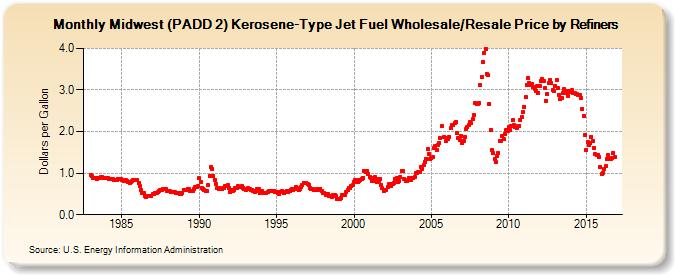 Monthly Midwest (PADD 2) Kerosene-Type Jet Fuel Wholesale/Resale Price by Refiners
Dollars per Gallon
4.0
3.0
2.0
1.0
0.0
1985 1990 1995 2000 2005 2010 2015
Source: U.S. Energy Information Administration